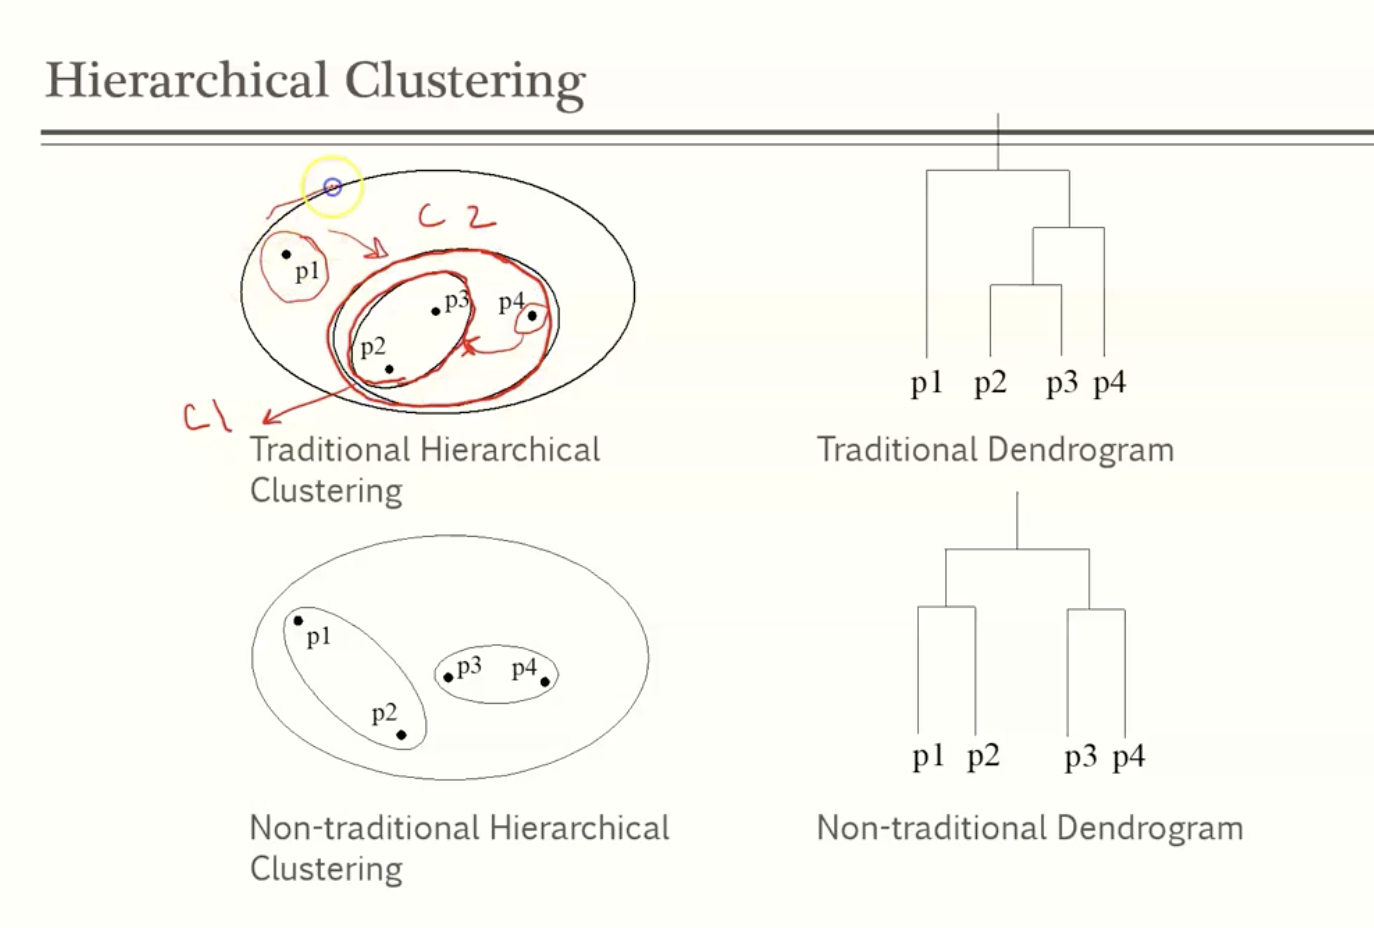 Hierarchical Clustering
C 2
p1
p3
p4
p2
C1
Traditional Hierarchical
Clustering
p1 p2 p3 p4
Traditional Dendrogram
p1
p3 p4
p2
Non-traditional Hierarchical
Clustering
p1 p2 p3 p4
Non-traditional Dendrogram